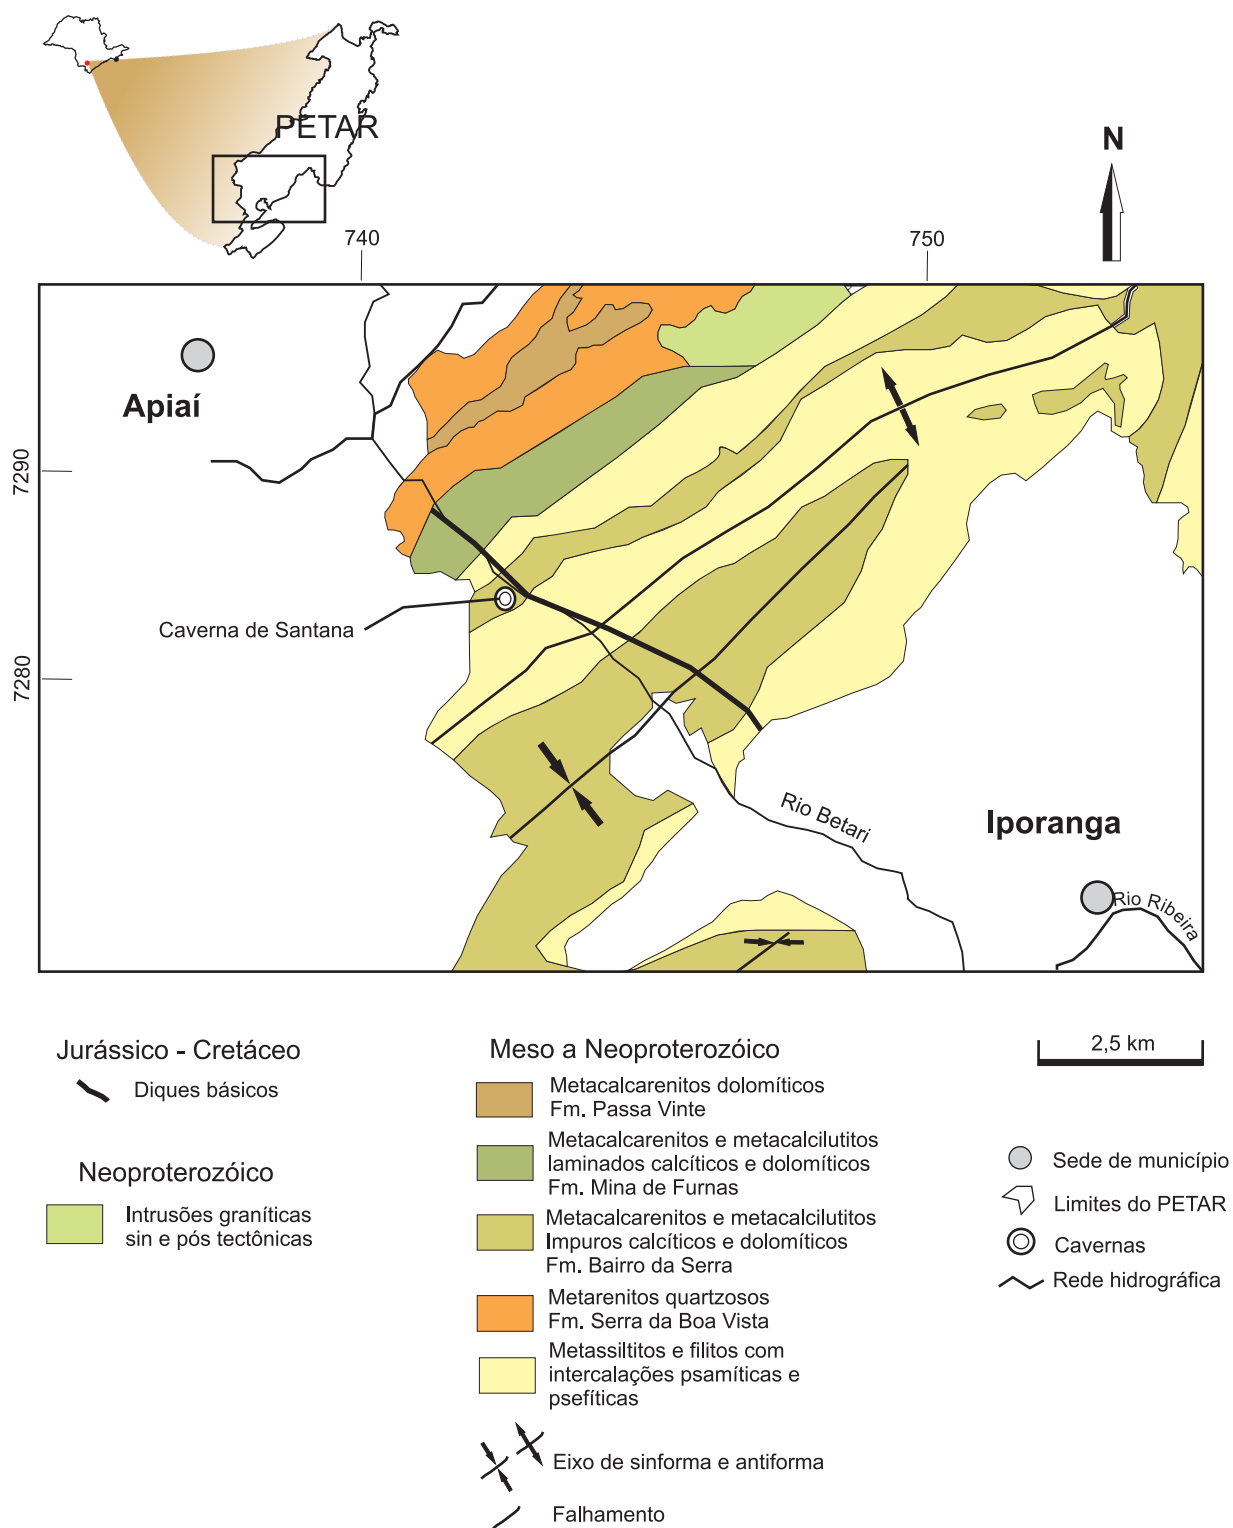 PETAR
N
740
750
Apiaí
7290
Caverna de Santana
7280
Rio Betari
Iporanga
Rio Ribeira
Jurássico - Cretáceo
Diques básicos
Neoproterozóico
Intrusões graníticas
sin e pós tectônicas
Meso a Neoproterozóico
Metacalcarenitos dolomíticos
Fm. Passa Vinte
Metacalcarenitos e metacalcilutitos
laminados calcíticos e dolomíticos
Fm. Mina de Furnas
Metacalcarenitos e metacalcilutitos
Impuros calcíticos e dolomíticos
Fm. Bairro da Serra
Metarenitos quartzosos
Fm. Serra da Boa Vista
Metassiltitos e filitos com
intercalações psamíticas e
psefíticas
Eixo de sinforma e antiforma
Falhamento
2,5 km
Sede de município
Limites do PETAR
Cavernas
Rede hidrográfica